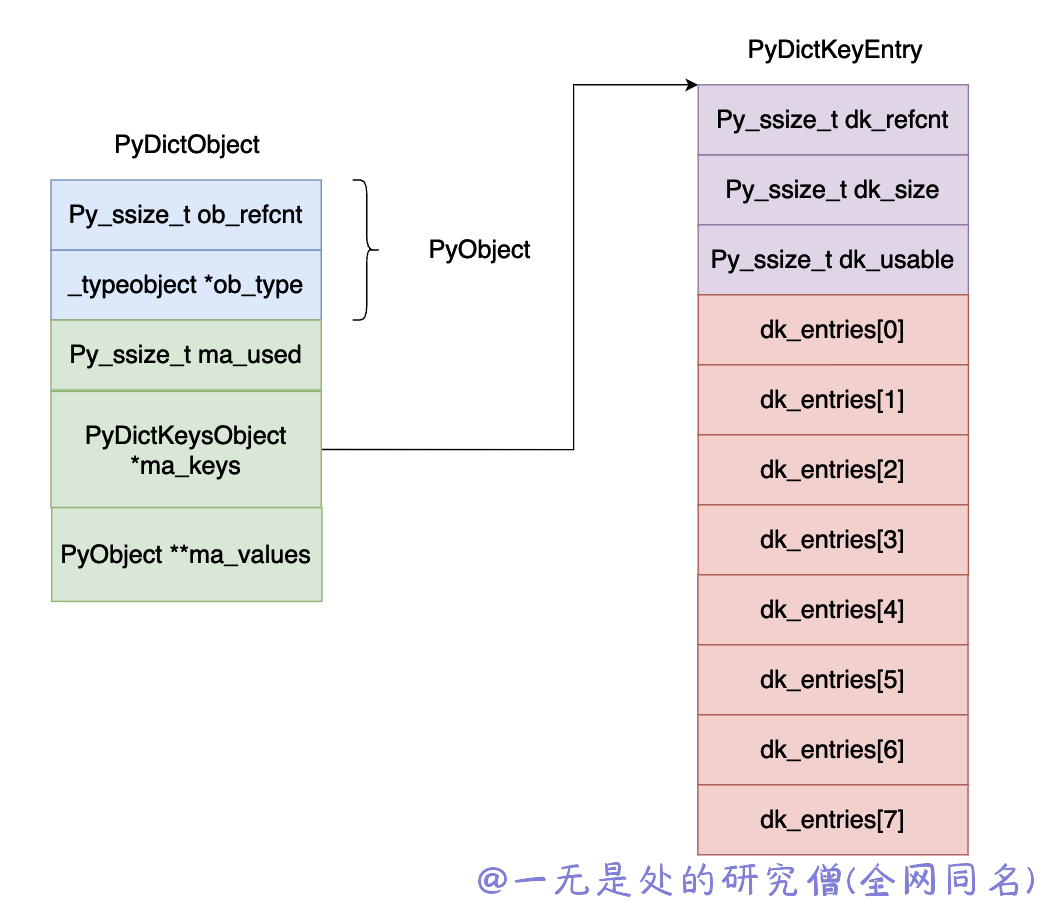 PyDictKeyEntry
PyDictObject
Py_ssize_t ob_refcnt
_typeobject *ob_type
PyObject
Py_ssize_t ma_used
PyDictKeysObject
*ma_keys
PyObject **ma_values
Py_ssize_t dk_refcnt
Py_ssize_t dk_size
Py_ssize_t dk_usable
dk_entries[0]
dk_entries[1]
dk_entries[2]
dk_entries[3]
dk_entries[4]
dk_entries[5]
dk_entries[6]
dk_entries[7]
@一无是处的研究僧(全网同名)